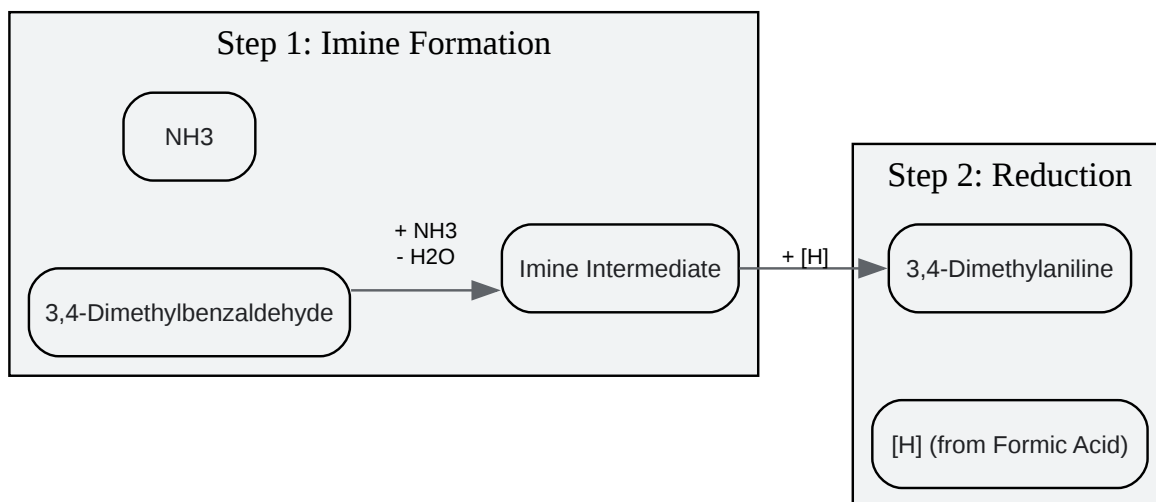 Step 1: Imine Formation
NH3
3,4-Dimethylbenzaldehyde
+ NH3
- H2O
Imine Intermediate
+ [H]
Step 2: Reduction
3,4-Dimethylaniline
[H] (from Formic Acid)